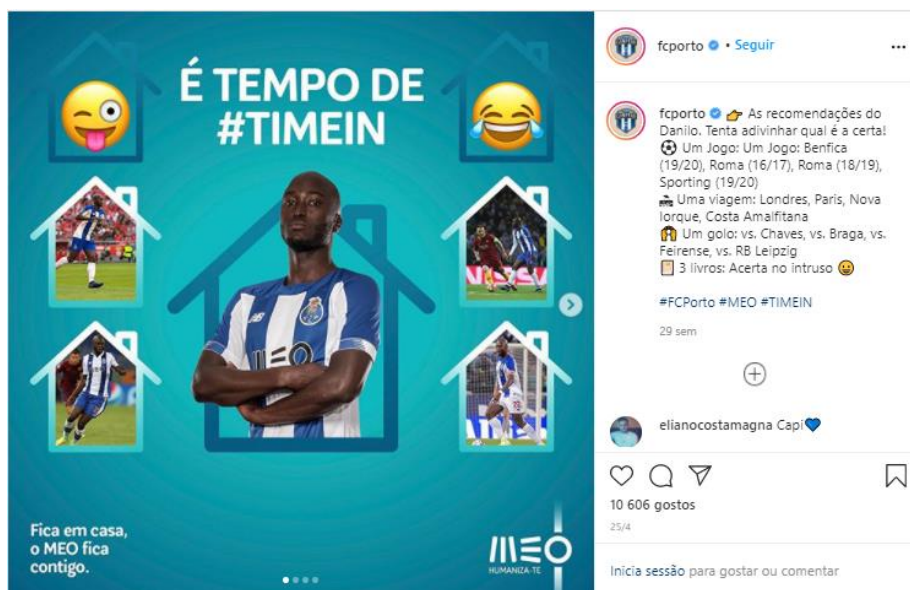 É TEMPO DE
#TIMEIN
MEO
Fica em casa,
o MEO fica
contigo.
MEO
HUMANIZA-TE
fcporto • Seguir
fcporto 👉 As recomendações do
Danilo. Tenta adivinhar qual é a certa!
⚽ Um Jogo: Um Jogo: Benfica
(19/20), Roma (16/17), Roma (18/19),
Sporting (19/20)
Uma viagem: Londres, Paris, Nova
Iorque, Costa Amalfitana
Um golo: vs. Chaves, vs. Braga, vs.
Feirense, vs. RB Leipzig
3 livros: Acerta no intruso 😀
#FCPorto #MEO #TIMEIN
29 sem
elianocostamagna Capi💙
10 606 gostos
25/4
Inicia sessão para gostar ou comentar